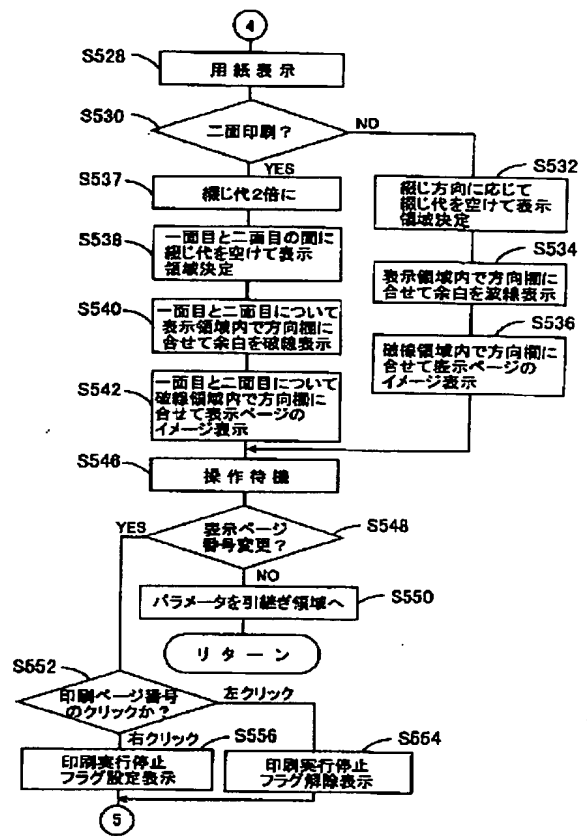 4
S528
用紙表示
S530
二面印刷？
NO
YES
S537
綴じ代2倍に
S532
綴じ方向に応じて
綴じ代を空けて表示
領域決定
S538
一面目と二面目の面に
綴じ代を空けて表示
領域決定
S534
表示領域内で方向欄に
合せて余白を波線表示
S540
一面目と二面目について
表示領域内で方向欄に
合せて余白を破線表示
S536
破線領域内で方向欄に
合せて表示ページの
イメージ表示
S542
一面目と二面目について
破線領域内で方向欄に
合せて表示ページの
イメージ表示
S546
操作待機
YES
表示ページ
番号変更？
S548
NO
パラメータを引継ぎ領域へ
S550
リターン
S552
印刷ページ番号
のクリックか？
左クリック
右クリック
S556
S554
印刷実行停止
フラグ設定表示
印刷実行停止
フラグ解除表示
5